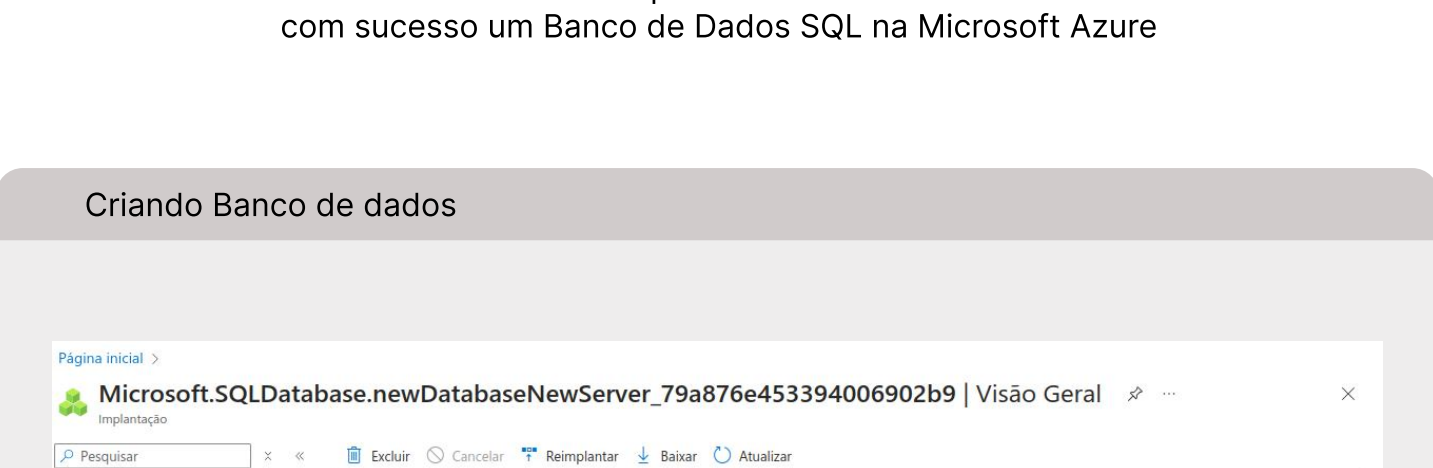 com sucesso um Banco de Dados SQL na Microsoft Azure
Criando Banco de dados
Página inicial >
Microsoft.SQLDatabase.newDatabaseNewServer_79a876e453394006902b9 | Visão Geral ...
Implantação
Pesquisar Excluir Cancelar Reimplantar Baixar Atualizar